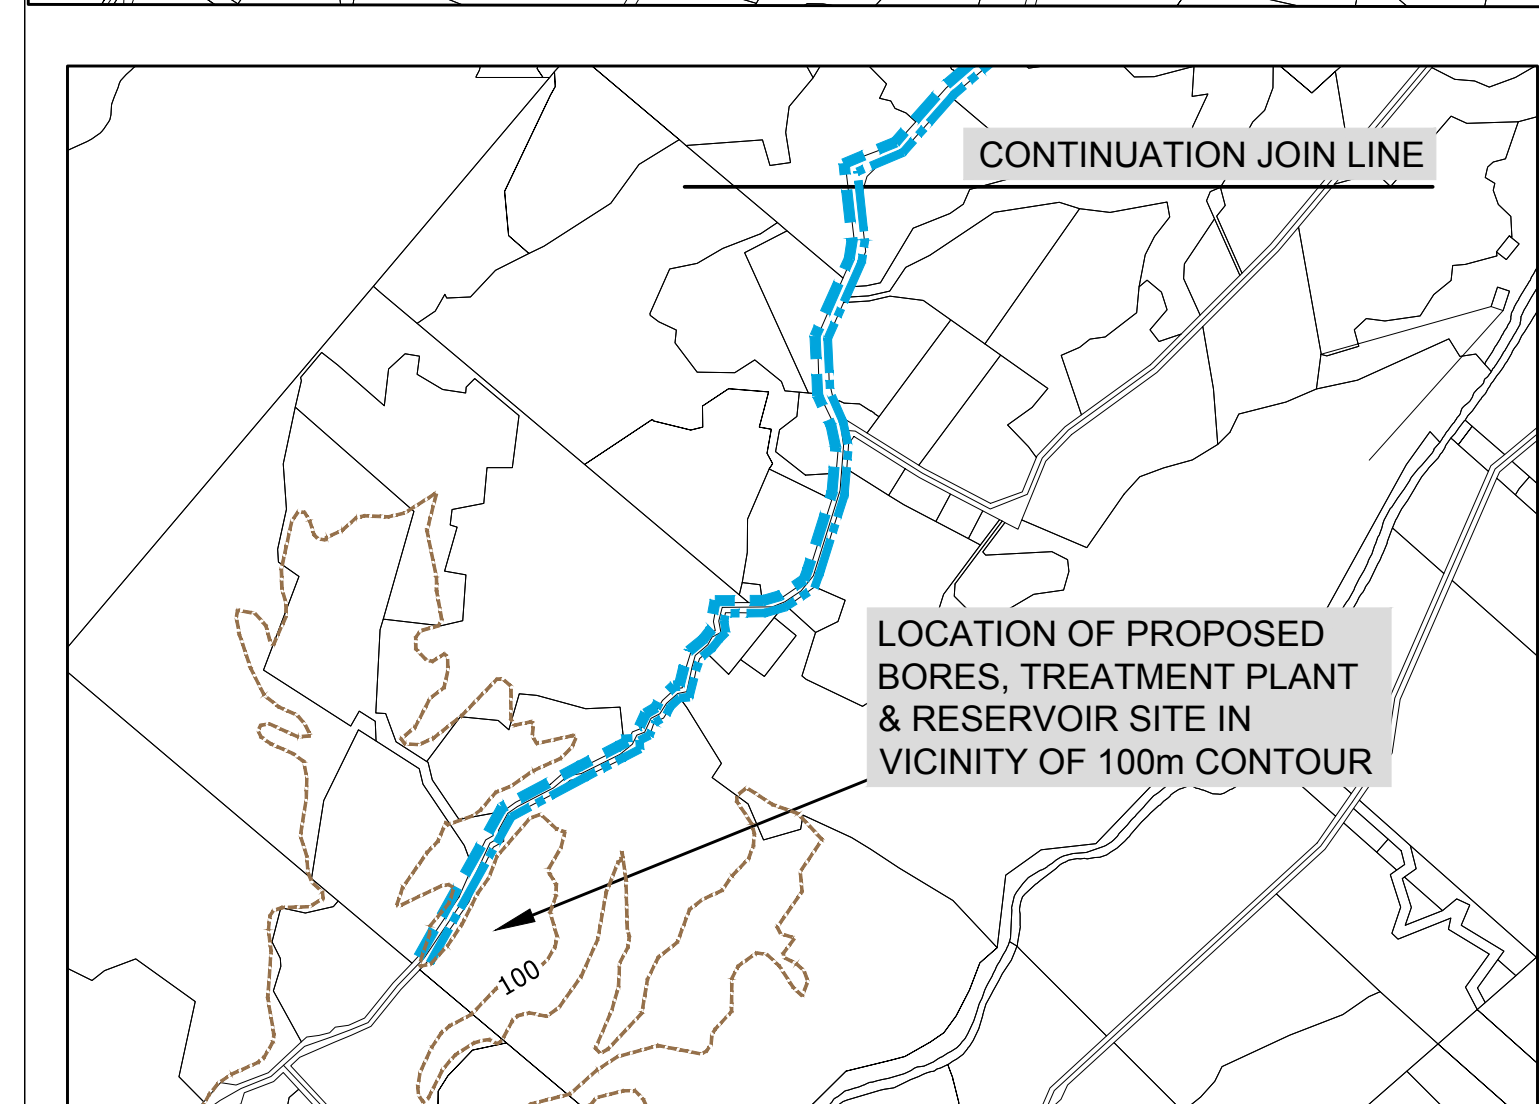 CONTINUATION JOIN LINE
LOCATION OF PROPOSED
BORES, TREATMENT PLANT
& RESERVOIR SITE IN
VICINITY OF 100m CONTOUR
100